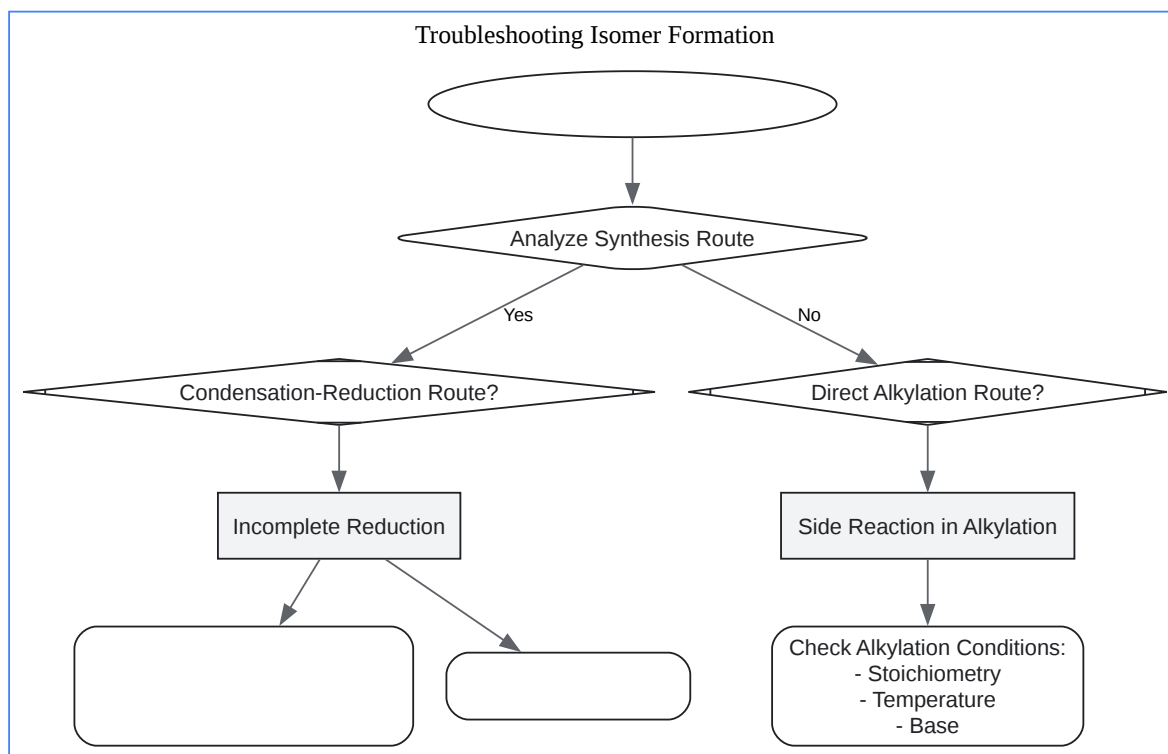 Troubleshooting Isomer Formation
Analyze Synthesis Route
Yes
No
Condensation-Reduction Route?
Direct Alkylation Route?
Incomplete Reduction
Side Reaction in Alkylation
Check Alkylation Conditions:
- Stoichiometry
- Temperature
- Base